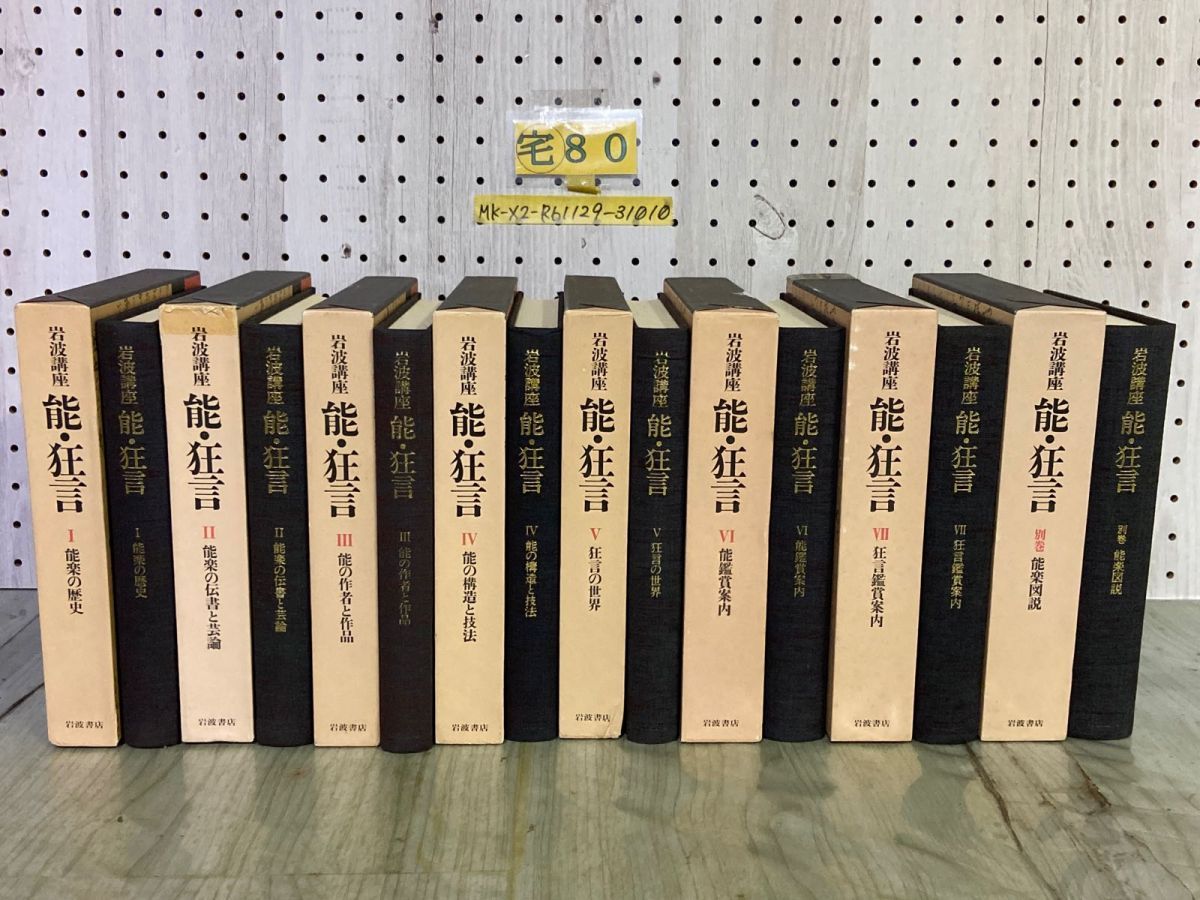 宅80
MK-X2-R61129-31010
岩波講座 能・狂言 I 能楽の歴史 岩波書店
岩波講座 能・狂言 I 能楽の歴史
岩波講座 能・狂言 II 能楽の伝書と芸論 岩波書店
岩波講座 能・狂言 II 能楽の伝書と芸論
岩波講座 能・狂言 III 能の作者と作品 岩波書店
岩波講座 能・狂言 III 能の作者と作品
岩波講座 能・狂言 IV 能の構造と技法 岩波書店
岩波講座 能・狂言 IV 能の構造と技法
岩波講座 能・狂言 V 狂言の世界 岩波書店
岩波講座 能・狂言 V 狂言の世界
岩波講座 能・狂言 VI 能鑑賞案内 岩波書店
岩波講座 能・狂言 VI 能鑑賞案内
岩波講座 能・狂言 VII 狂言鑑賞案内 岩波書店
岩波講座 能・狂言 VII 狂言鑑賞案内
岩波講座 能・狂言 別巻 能楽図説 岩波書店
岩波講座 能・狂言 別巻 能楽図説